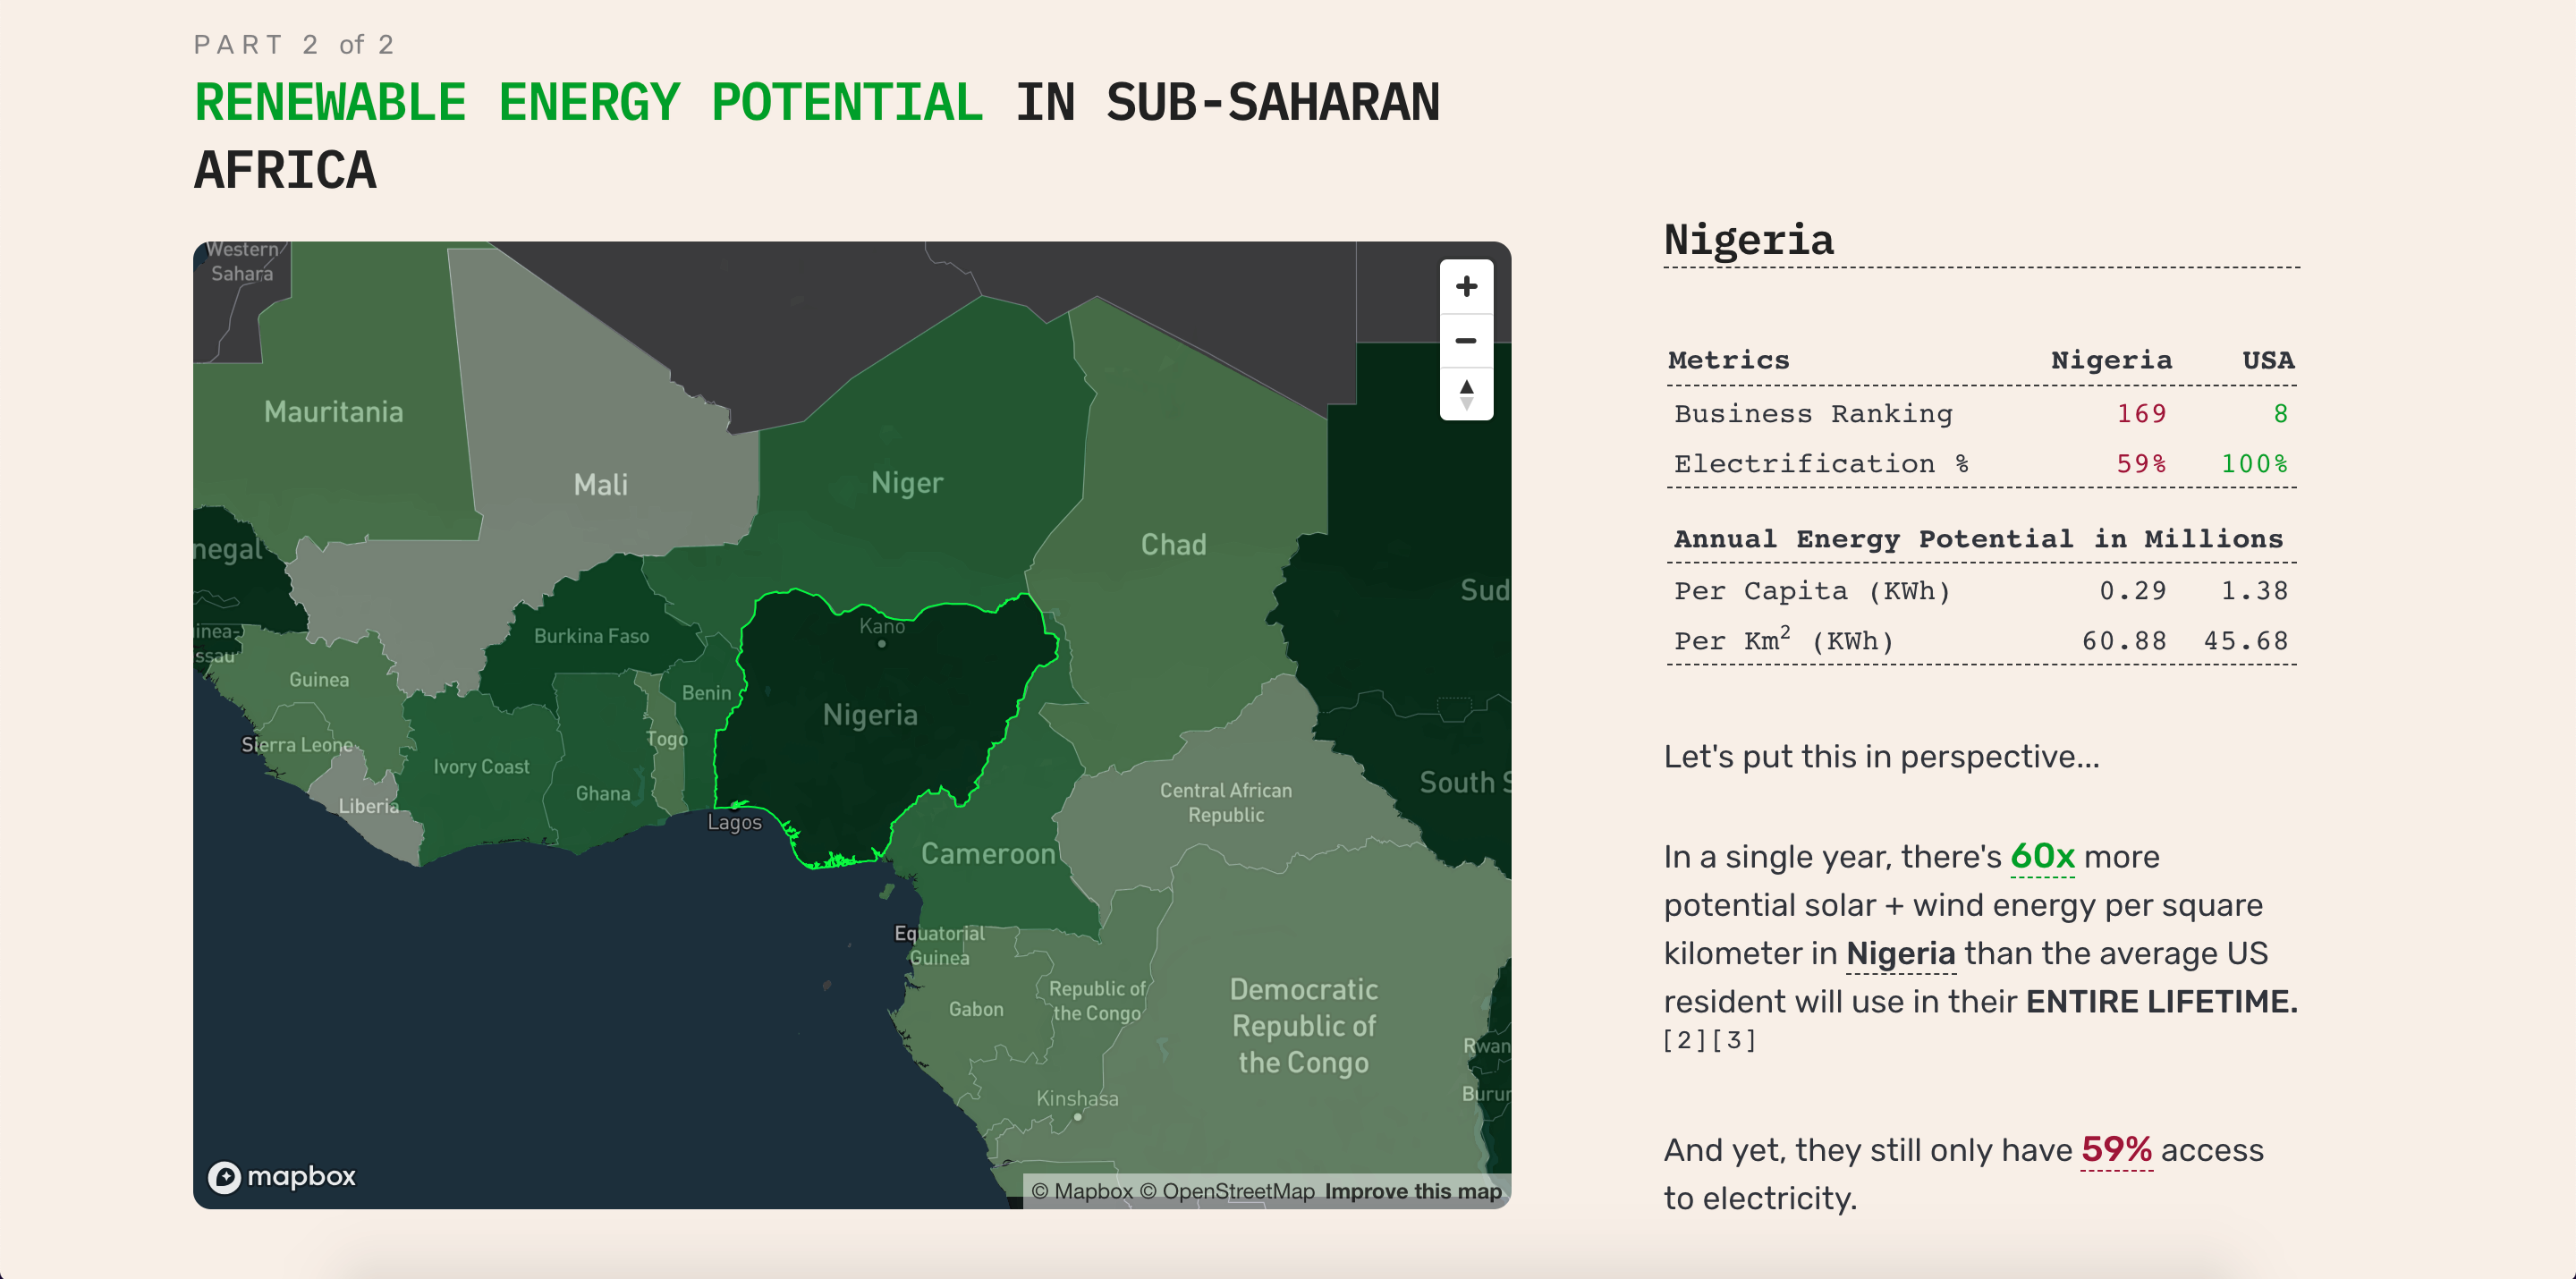 PART 2 of 2
RENEWABLE ENERGY POTENTIAL IN SUB-SAHARAN
AFRICA
Western
Sahara
Mauritania
Mali
Niger
Chad
negal
Sud
inea-
ssau
Burkina Faso
Kano
Guinea
Benin
Nigeria
Sierra Leone
Togo
Ivory Coast
Ghana
Liberia
Lagos
South S
Central African
Republic
Cameroon
Equatorial
Guinea
Gabon
Republic of
the Congo
Democratic
Republic of
the Congo
Rwan
Burur
Kinshasa
mapbox
© Mapbox © OpenStreetMap Improve this map
Nigeria
Metrics Nigeria USA
Business Ranking 169 8
Electrification % 59% 100%
Annual Energy Potential in Millions
Per Capita (KWh) 0.29 1.38
Per Km² (KWh) 60.88 45.68
Let's put this in perspective...
In a single year, there's 60x more
potential solar + wind energy per square
kilometer in Nigeria than the average US
resident will use in their ENTIRE LIFETIME.
[2][3]
And yet, they still only have 59% access
to electricity.